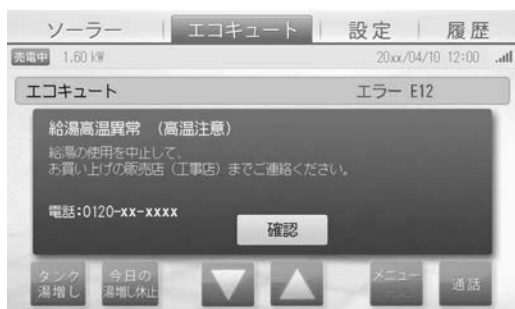 ソーラー エコキュート 設定 履歴
売電中 1.60 kW 20xx/04/10 12:00
エコキュート エラー E12
給湯高温異常 （高温注意）
給湯の使用を中止して、
お買い上げの販売店（工事店）までご連絡ください。
電話:0120-xx-xxxx
確認
タンク 今日の メニュー 通話
湯増し 湯増し休止